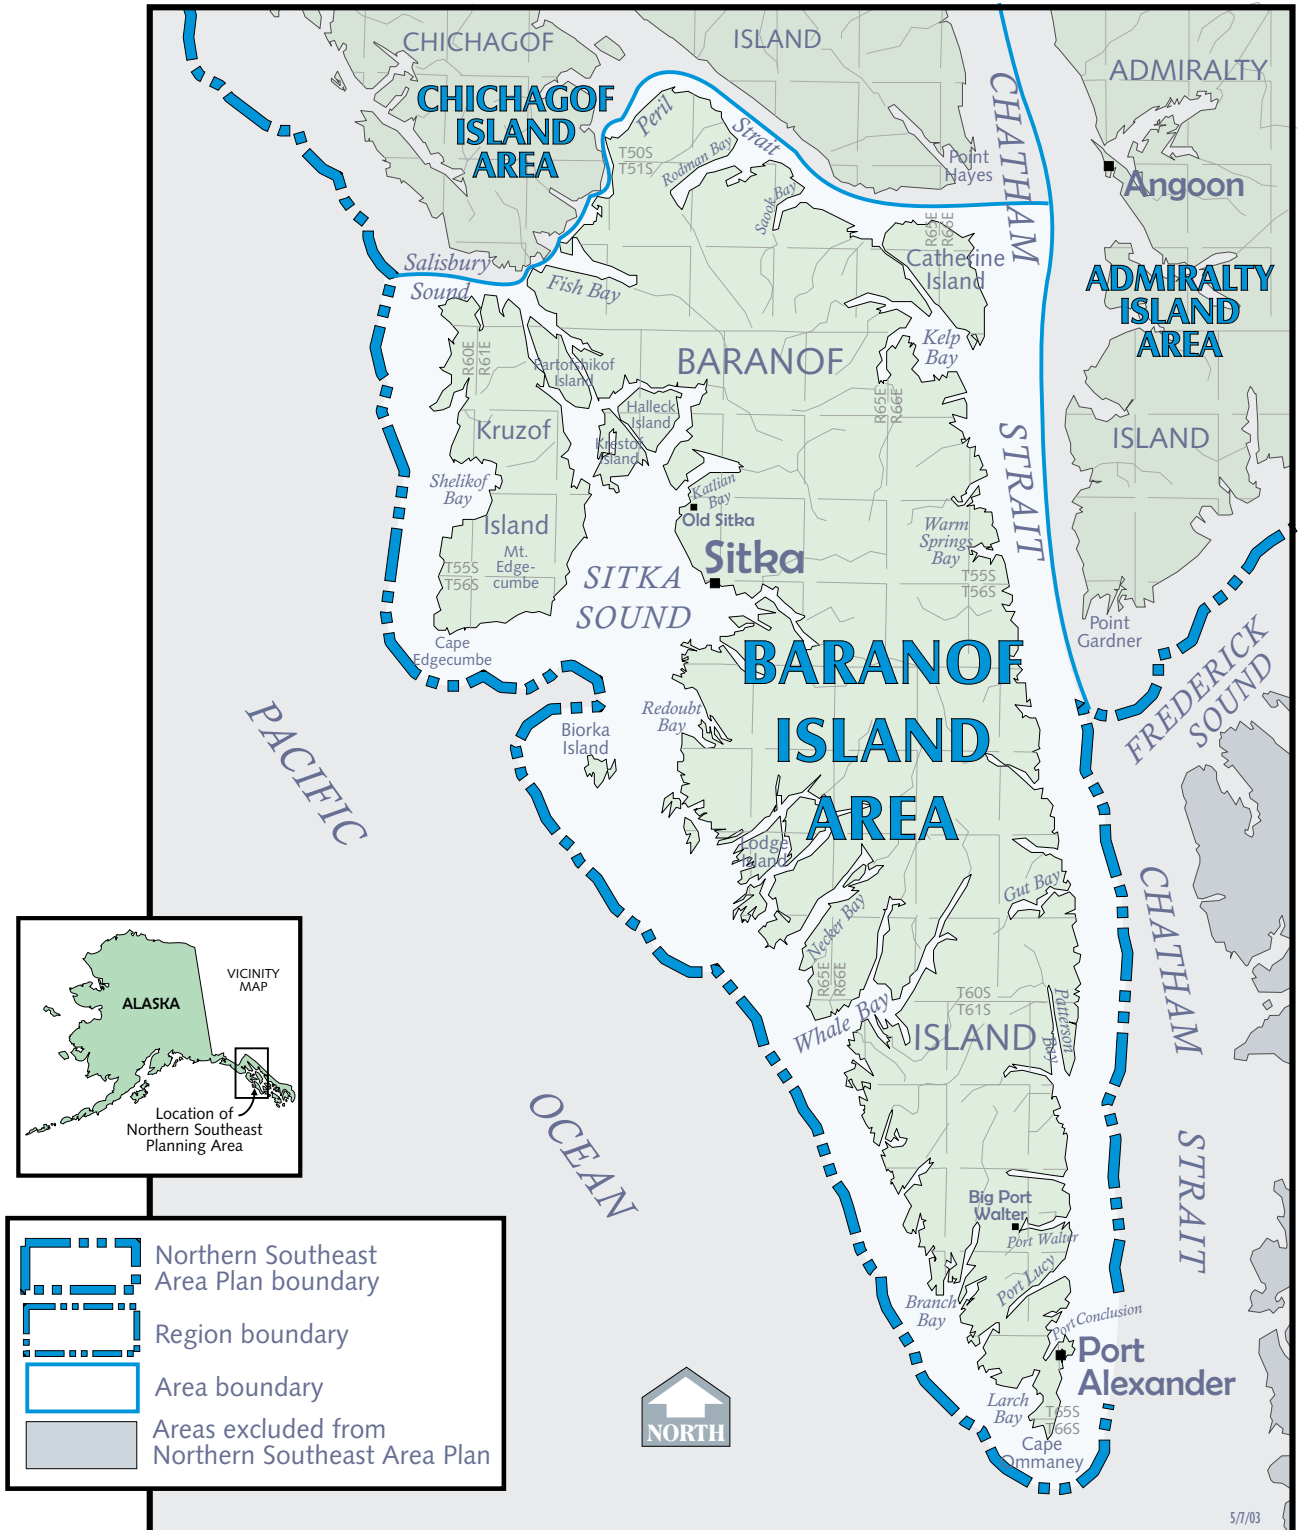 CHICHAGOF
ISLAND
ADMIRALTY
CHICHAGOF
ISLAND
AREA
Peril
Strait
T50S
T51S
Rodman Bay
Saook Bay
Point
Hayes
CHATHAM
Angoon
R65E
R66E
Catherine
Island
Salisbury
Sound
Fish Bay
ADMIRALTY
ISLAND
AREA
Kelp
Bay
R60E
R61E
Partofshikof
Island
BARANOF
R65E
R66E
Halleck
Island
Kruzof
Krestof
Island
STRAIT
ISLAND
Shelikof
Bay
Katlian
Bay
Old Sitka
Island
Mt.
Edge-
cumbe
Sitka
Warm
Springs
Bay
T55S
T56S
T55S
T56S
SITKA
SOUND
Point
Gardner
Cape
Edgecumbe
BARANOF
ISLAND
AREA
FREDERICK
SOUND
Redoubt
Bay
Biorka
Island
PACIFIC
Lodge
Island
Gut Bay
CHATHAM
Necker Bay
R65E
R66E
T60S
T61S
Whale Bay
ISLAND
Patterson
Bay
VICINITY
MAP
ALASKA
Location of
Northern Southeast
Planning Area
OCEAN
STRAIT
Big Port
Walter
Port Walter
Port Lucy
Branch
Bay
Port Conclusion
Port
Alexander
Larch
Bay
T65S
T66S
Cape
Ommaney
NORTH
Northern Southeast
Area Plan boundary
Region boundary
Area boundary
Areas excluded from
Northern Southeast Area Plan
5/7/03